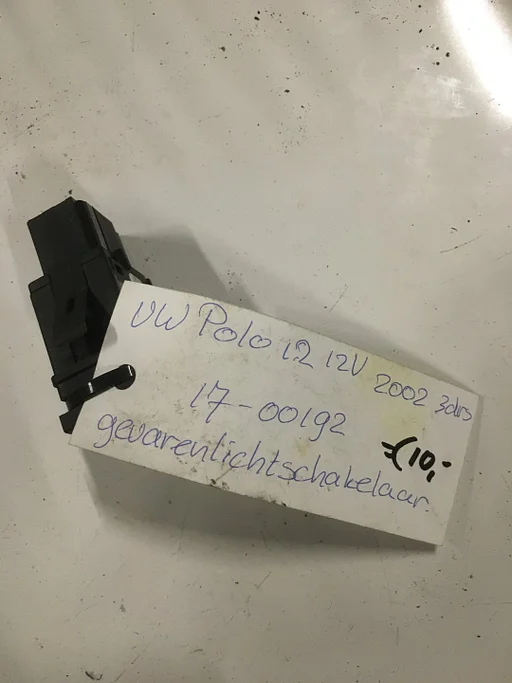 VW Polo 1.2 12V 2002 3drs
17-00192
gevarenlichtschakelaar.
€10,-